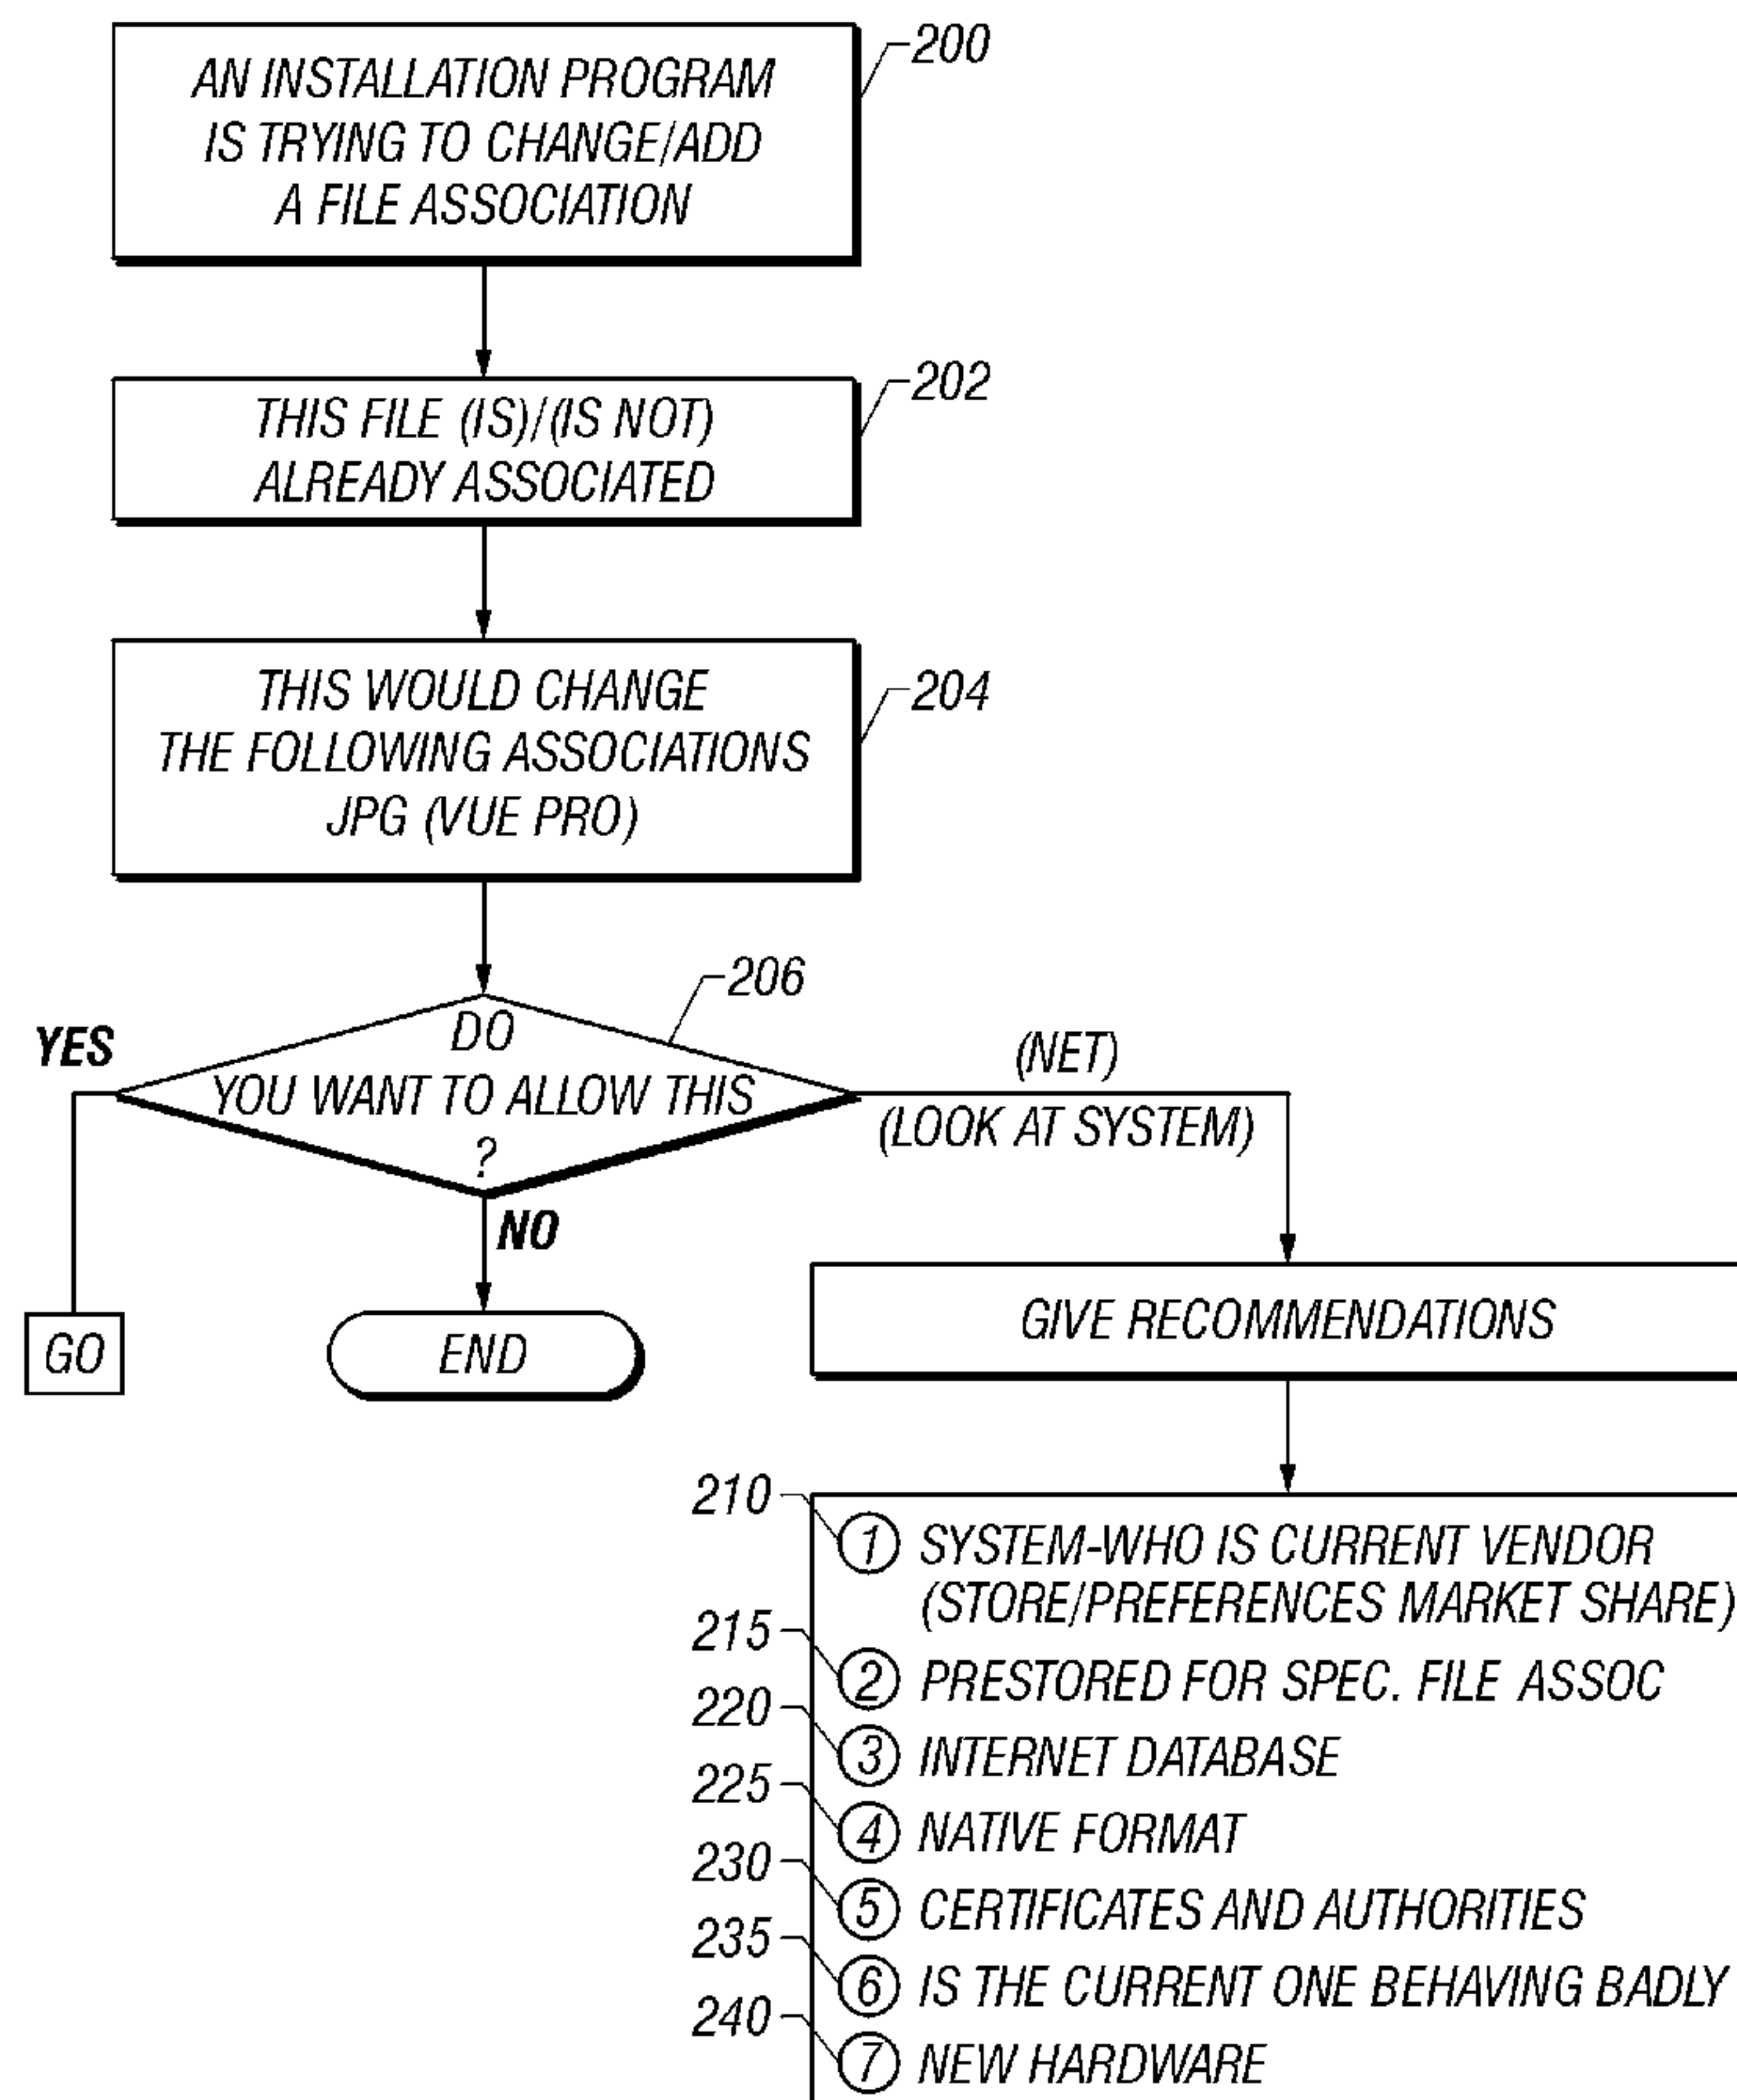 AN INSTALLATION PROGRAM
IS TRYING TO CHANGE/ADD
A FILE ASSOCIATION
200
THIS FILE (IS)/(IS NOT)
ALREADY ASSOCIATED
202
THIS WOULD CHANGE
THE FOLLOWING ASSOCIATIONS
JPG (VUE PRO)
204
206
DO
YOU WANT TO ALLOW THIS
?
YES
(NET)
(LOOK AT SYSTEM)
NO
GO
END
GIVE RECOMMENDATIONS
210
1 SYSTEM-WHO IS CURRENT VENDOR
(STORE/PREFERENCES MARKET SHARE)
215
2 PRESTORED FOR SPEC. FILE ASSOC
220
3 INTERNET DATABASE
225
4 NATIVE FORMAT
230
5 CERTIFICATES AND AUTHORITIES
235
6 IS THE CURRENT ONE BEHAVING BADLY
240
7 NEW HARDWARE